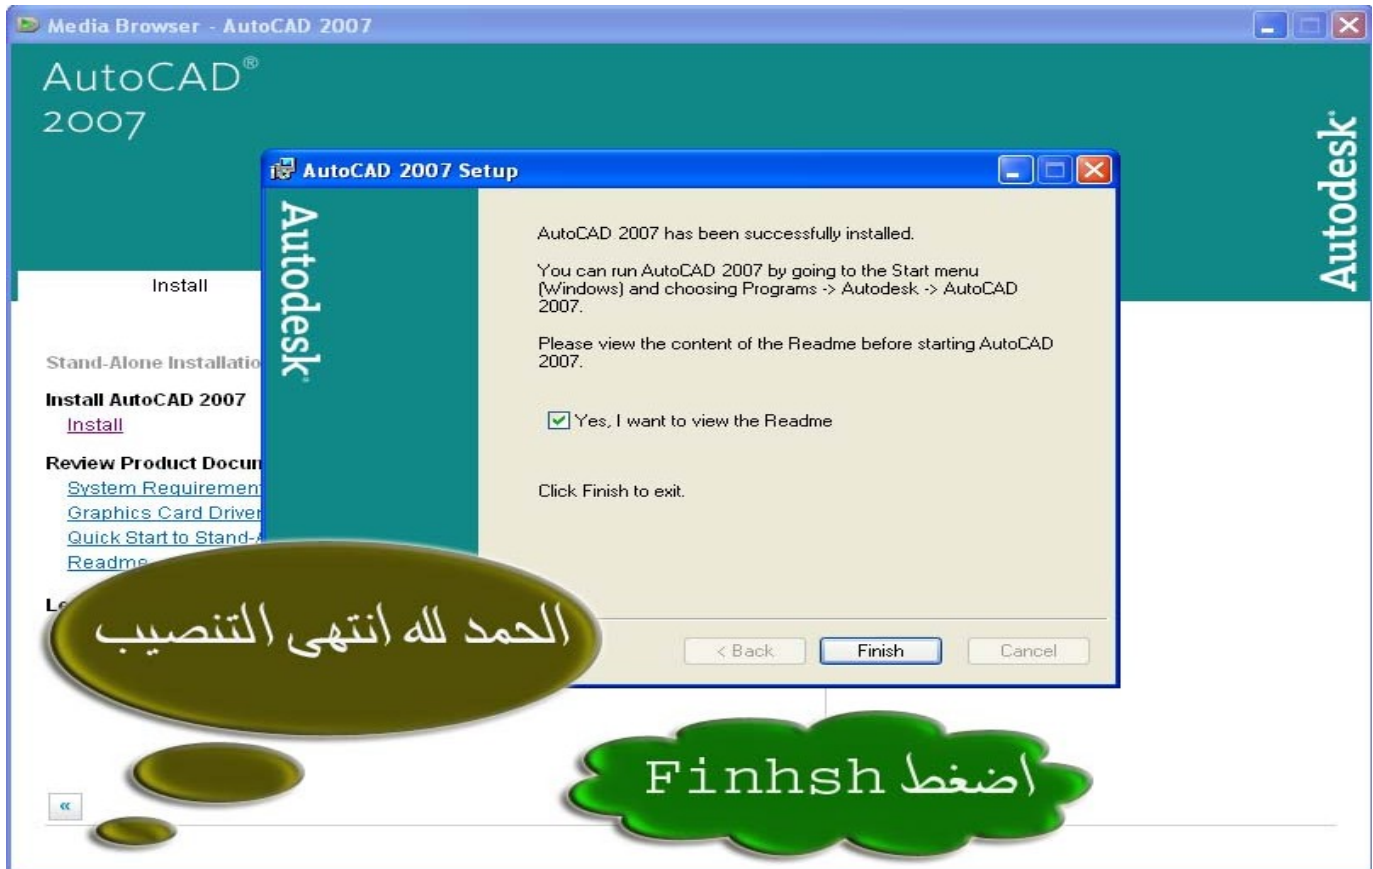 Media Browser - AutoCAD 2007
AutoCAD®
2007
Autodesk
Install
AutoCAD 2007 Setup
Autodesk
AutoCAD 2007 has been successfully installed.
You can run AutoCAD 2007 by going to the Start menu
(Windows) and choosing Programs -> Autodesk -> AutoCAD
2007.
Please view the content of the Readme before starting AutoCAD
2007.
Yes, I want to view the Readme
Click Finish to exit.
< Back
Finish
Cancel
Stand-Alone Installatio
Install AutoCAD 2007
Install
Review Product Docum
System Requirement
Graphics Card Driver
Quick Start to Stand-A
Readme
الحمد لله انتهى التنصيب
اضغط Finhsh
«